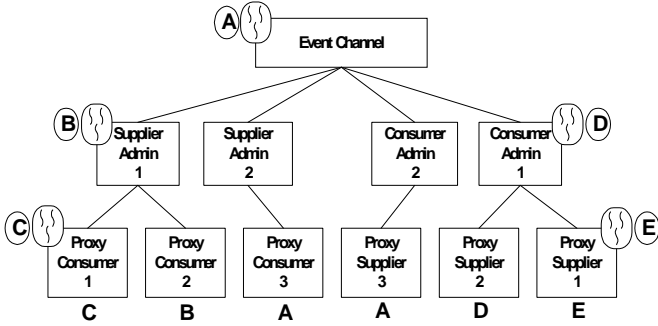 A
Event Channel
B
D
Supplier Admin 1
Supplier Admin 2
Consumer Admin 2
Consumer Admin 1
C
E
Proxy Consumer 1
Proxy Consumer 2
Proxy Consumer 3
Proxy Supplier 3
Proxy Supplier 2
Proxy Supplier 1
C B A A D E